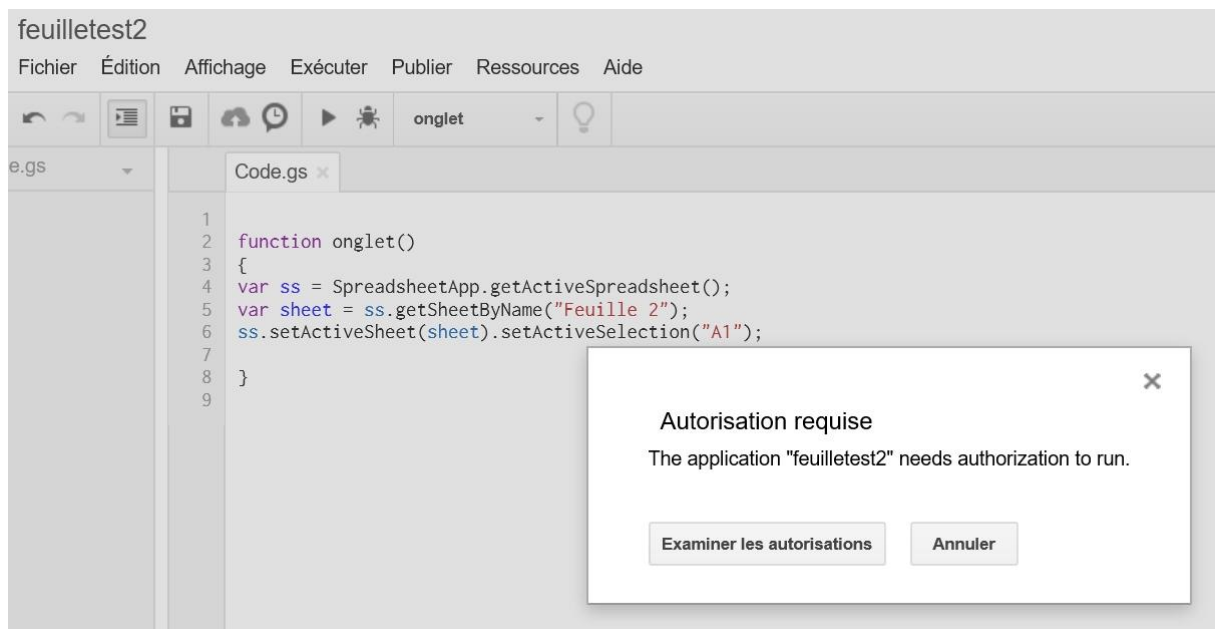 feuilletest2
Fichier Édition Affichage Exécuter Publier Ressources Aide
onglet
e.gs
Code.gs ×
1
2 function onglet()
3 {
4 var ss = SpreadsheetApp.getActiveSpreadsheet();
5 var sheet = ss.getSheetByName("Feuille 2");
6 ss.setActiveSheet(sheet).setActiveSelection("A1");
7
8 }
9
Autorisation requise
The application "feuilletest2" needs authorization to run.
Examiner les autorisations Annuler